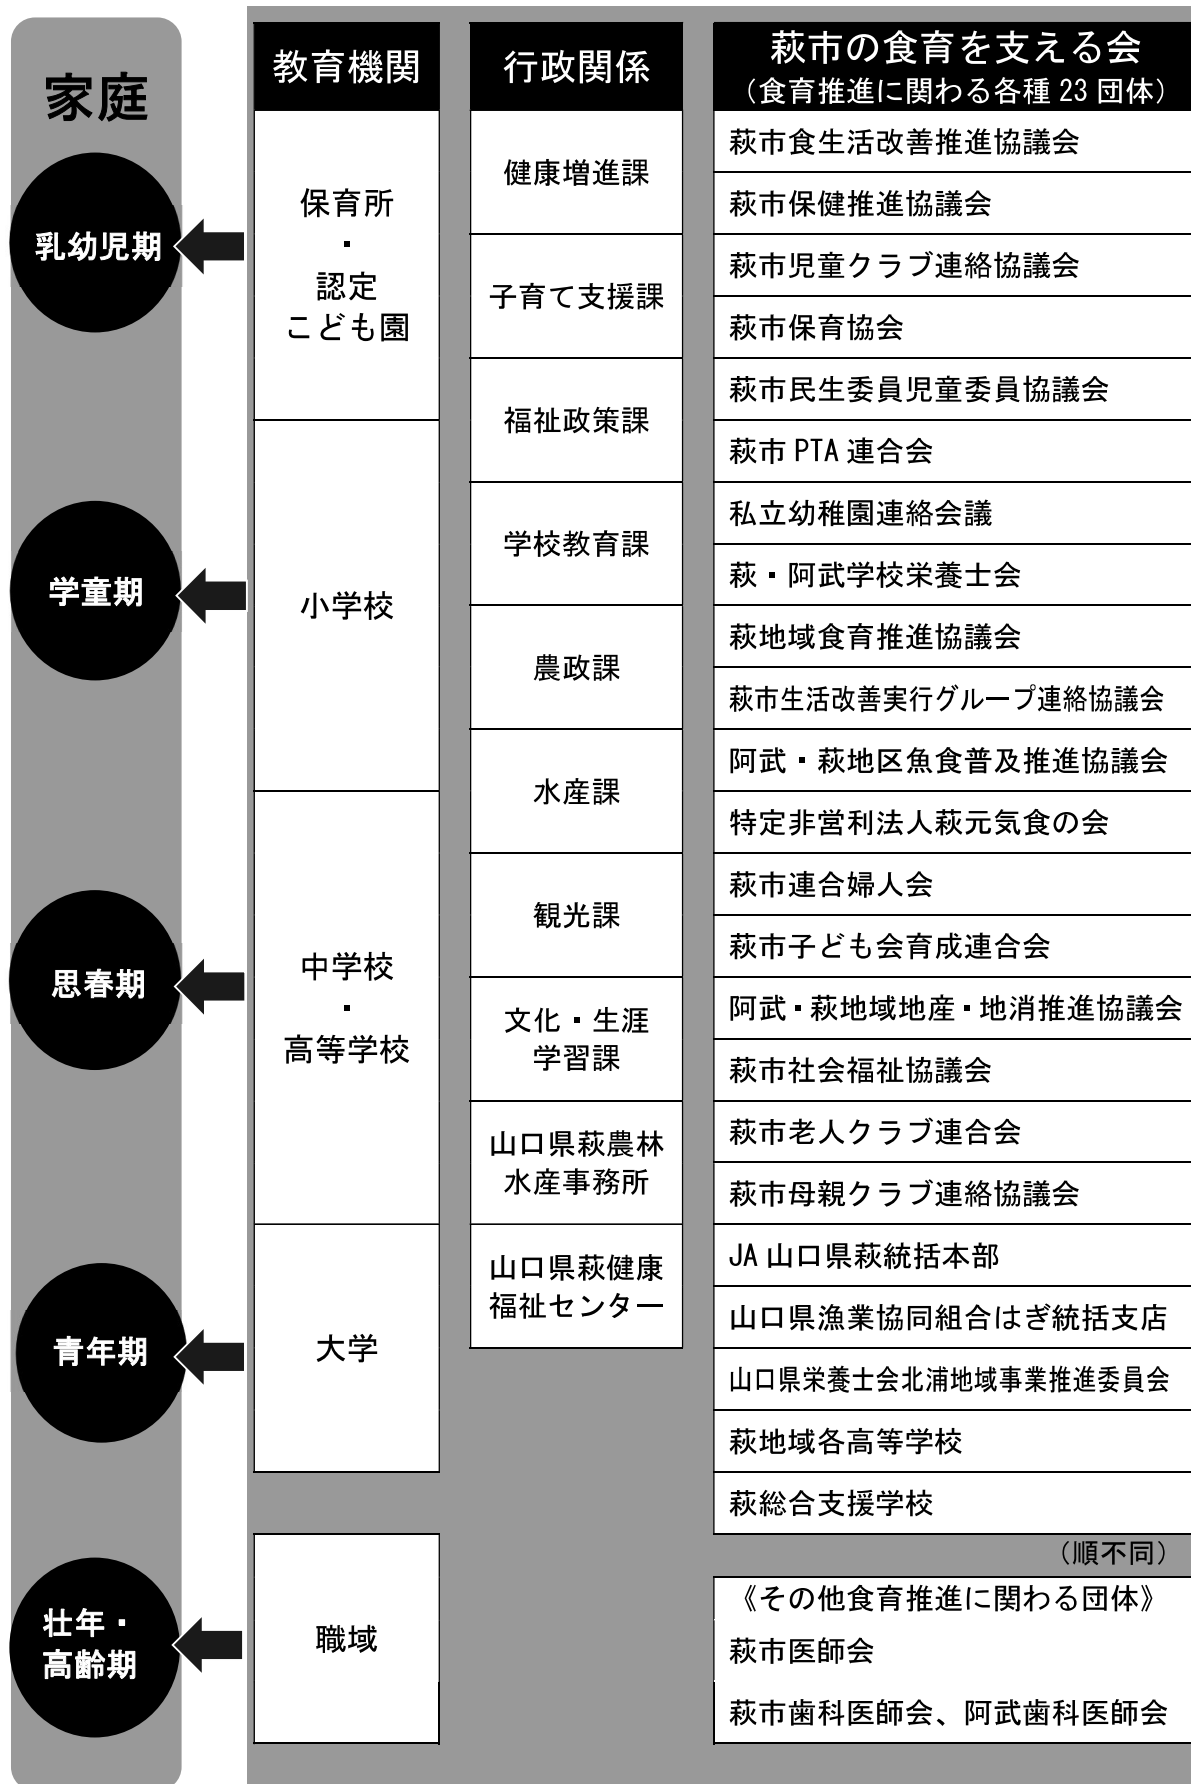 家庭
乳幼児期
学童期
思春期
青年期
壮年・
高齢期
教育機関
保育所
・
認定
こども園
小学校
中学校
・
高等学校
大学
職域
行政関係
健康増進課
子育て支援課
福祉政策課
学校教育課
農政課
水産課
観光課
文化・生涯
学習課
山口県萩農林
水産事務所
山口県萩健康
福祉センター
萩市の食育を支える会
（食育推進に関わる各種 23 団体）
萩市食生活改善推進協議会
萩市保健推進協議会
萩市児童クラブ連絡協議会
萩市保育協会
萩市民生委員児童委員協議会
萩市 PTA 連合会
私立幼稚園連絡会議
萩・阿武学校栄養士会
萩地域食育推進協議会
萩市生活改善実行グループ連絡協議会
阿武・萩地区魚食普及推進協議会
特定非営利法人萩元気食の会
萩市連合婦人会
萩市子ども会育成連合会
阿武・萩地域地産・地消推進協議会
萩市社会福祉協議会
萩市老人クラブ連合会
萩市母親クラブ連絡協議会
JA 山口県萩統括本部
山口県漁業協同組合はぎ統括支店
山口県栄養士会北浦地域事業推進委員会
萩地域各高等学校
萩総合支援学校
（順不同）
《その他食育推進に関わる団体》
萩市医師会
萩市歯科医師会、阿武歯科医師会